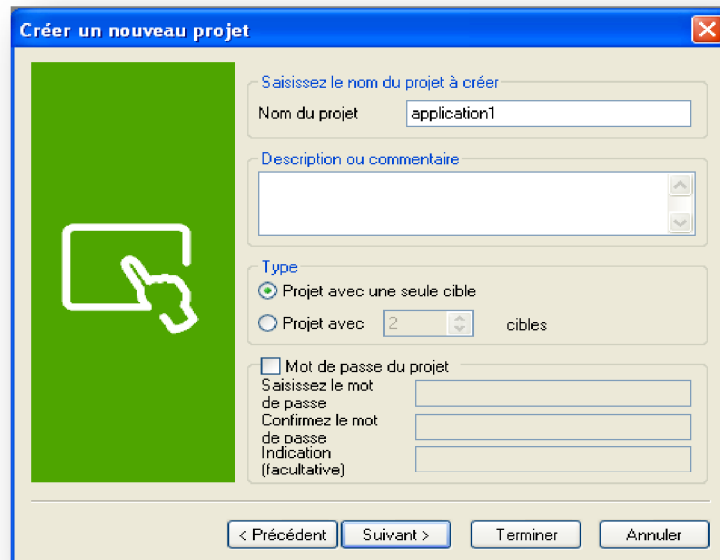 Créer un nouveau projet
Saisissez le nom du projet à créer
Nom du projet application1
Description ou commentaire
Type
Projet avec une seule cible
Projet avec 2 cibles
Mot de passe du projet
Saisissez le mot
de passe
Confirmez le mot
de passe
Indication
(facultative)
< Précédent Suivant > Terminer Annuler